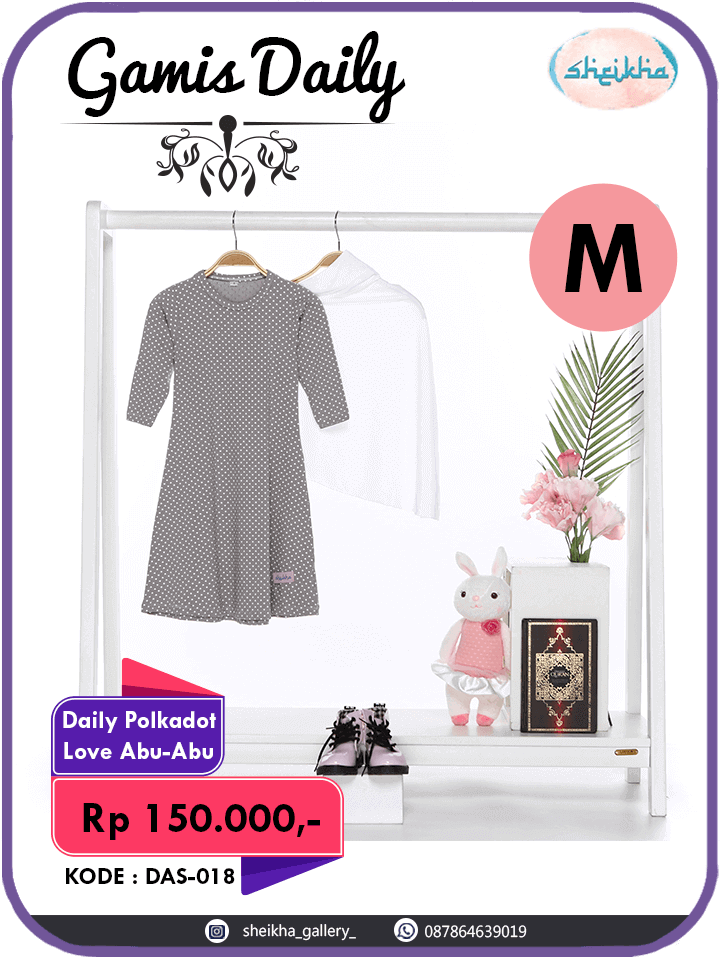 Gamis Daily
sheikha
M
Daily Polkadot
Love Abu-Abu
Rp 150.000,-
KODE : DAS-018
sheikha_gallery_
087864639019